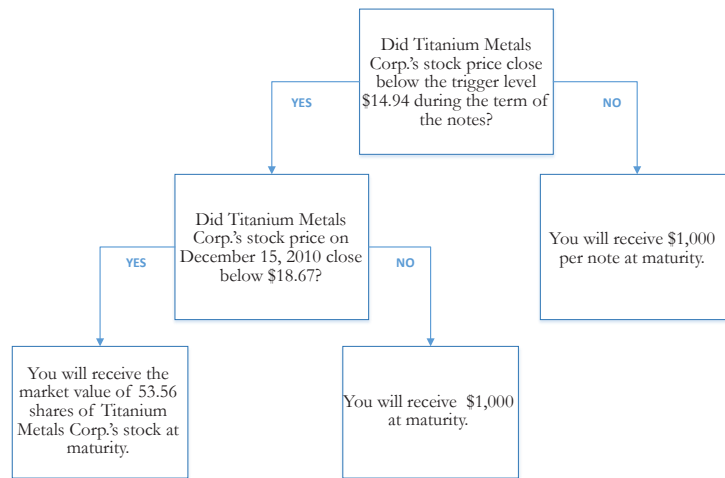 Did Titanium Metals
Corp.'s stock price close
below the trigger level
$14.94 during the term of
the notes?
YES
NO
Did Titanium Metals
Corp.'s stock price on
December 15, 2010 close
below $18.67?
You will receive $1,000
per note at maturity.
YES
NO
You will receive the
market value of 53.56
shares of Titanium
Metals Corp.'s stock at
maturity.
You will receive $1,000
at maturity.